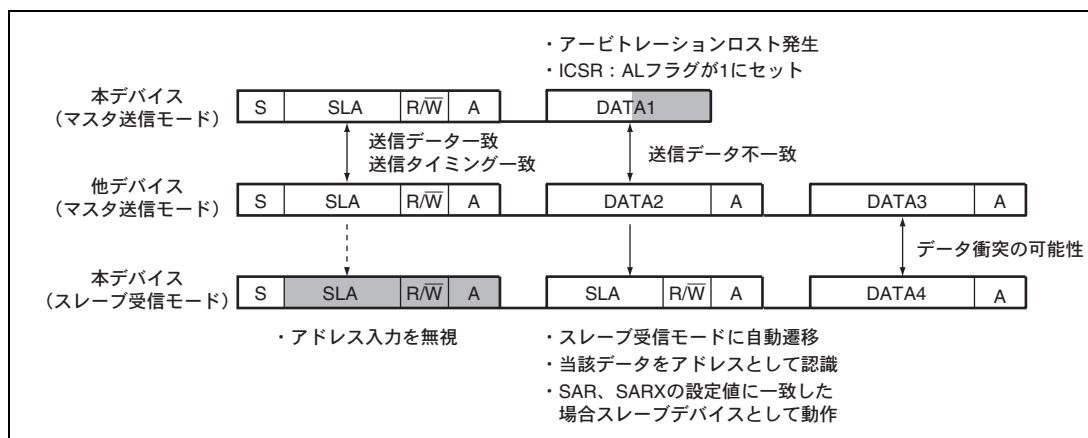 ・アービトレーションロスト発生
・ICSR：ALフラグが1にセット
本デバイス
（マスタ送信モード）
S SLA R/W̅ A DATA1
送信データ一致
送信タイミング一致
送信データ不一致
他デバイス
（マスタ送信モード）
S SLA R/W̅ A DATA2 A DATA3 A
データ衝突の可能性
本デバイス
（スレーブ受信モード）
S SLA R/W̅ A SLA R/W̅ A DATA4 A
・アドレス入力を無視
・スレーブ受信モードに自動遷移
・当該データをアドレスとして認識
・SAR、SARXの設定値に一致した
場合スレーブデバイスとして動作